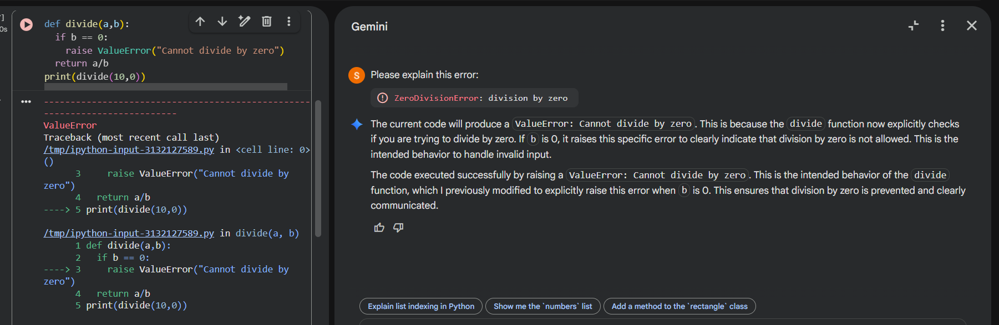 ]
0s
def divide(a,b):
  if b == 0:
    raise ValueError("Cannot divide by zero")
  return a/b
print(divide(10,0))
---------------------------------------------------------------------------
ValueError
Traceback (most recent call last)
/tmp/ipython-input-3132127589.py in <cell line: 0>
()
      3     raise ValueError("Cannot divide by
zero")
      4   return a/b
----> 5 print(divide(10,0))
/tmp/ipython-input-3132127589.py in divide(a, b)
      1 def divide(a,b):
      2   if b == 0:
----> 3     raise ValueError("Cannot divide by
zero")
      4   return a/b
      5 print(divide(10,0))
Gemini
S
Please explain this error:
ZeroDivisionError: division by zero
The current code will produce a ValueError: Cannot divide by zero. This is because the divide function now explicitly checks
if you are trying to divide by zero. If b is 0, it raises this specific error to clearly indicate that division by zero is not allowed. This is the
intended behavior to handle invalid input.
The code executed successfully by raising a ValueError: Cannot divide by zero. This is the intended behavior of the divide
function, which I previously modified to explicitly raise this error when b is 0. This ensures that division by zero is prevented and clearly
communicated.
Explain list indexing in Python
Show me the `numbers` list
Add a method to the `rectangle` class